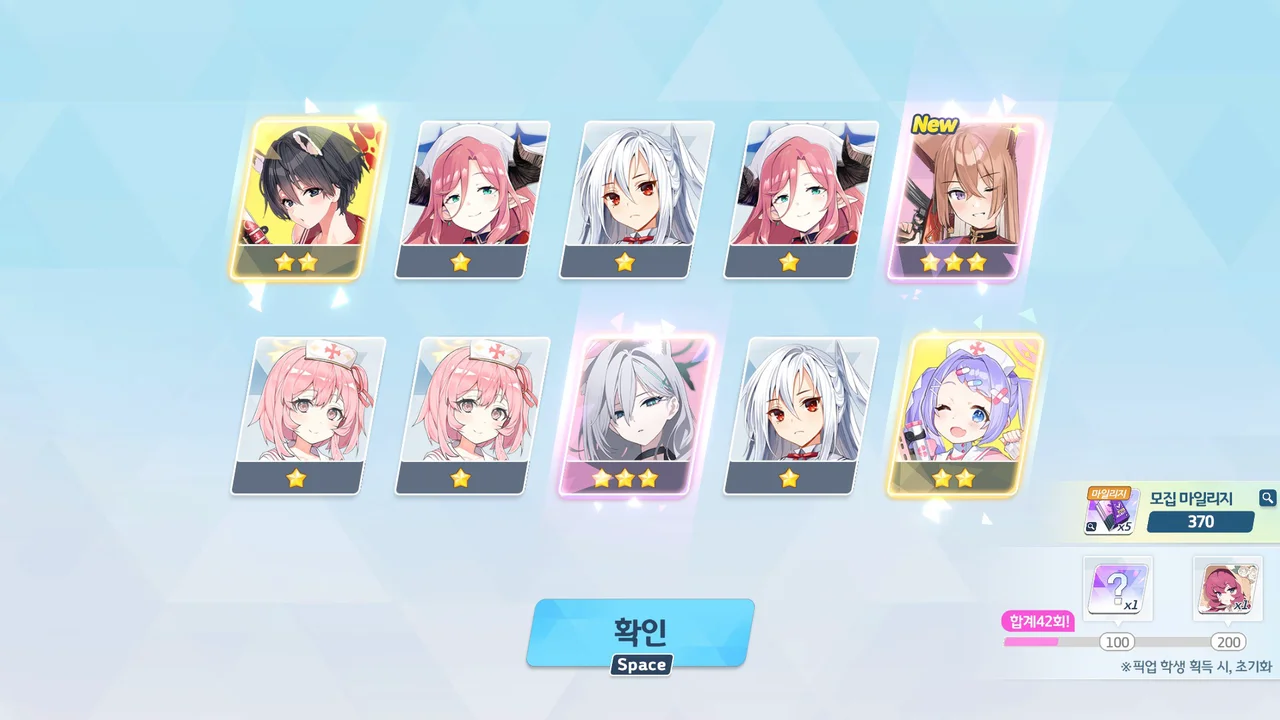 New
마일리지
x5
모집 마일리지
370
x1
x1
합계42회!
100
200
※픽업 학생 획득 시, 초기화
확인
Space